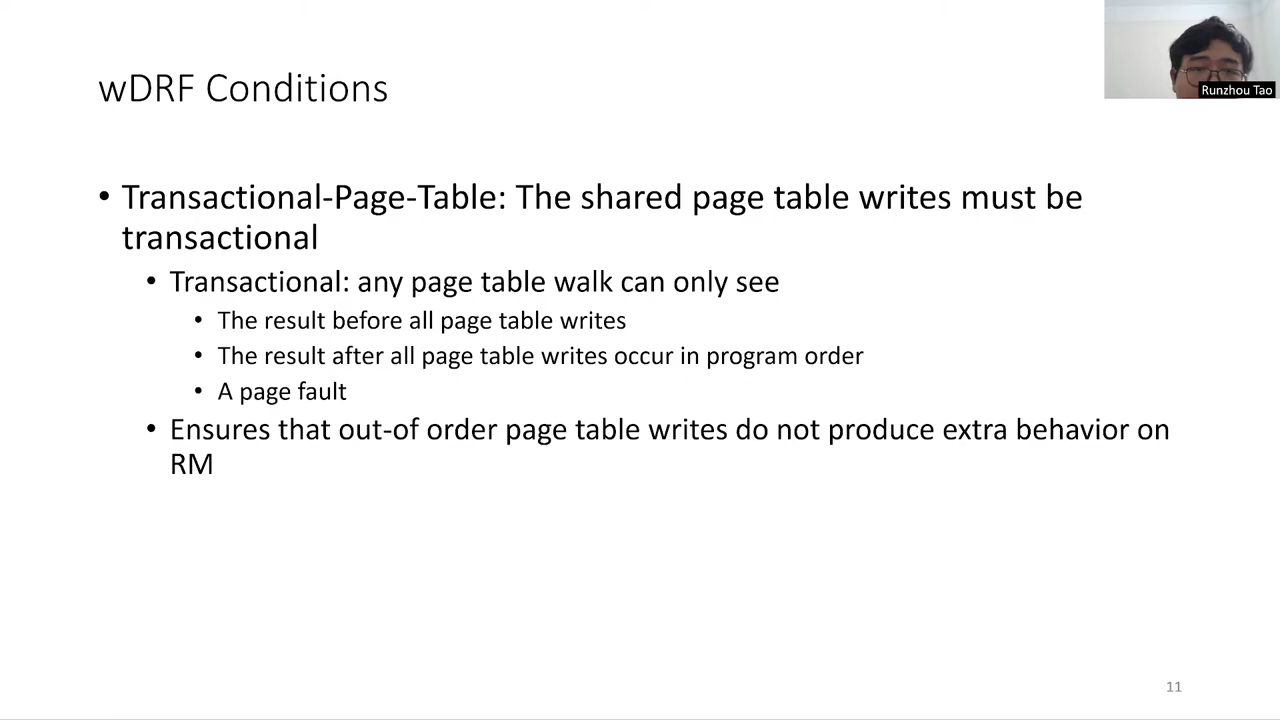 wDRF Conditions
Runzhou Tao
• Transactional-Page-Table: The shared page table writes must be
transactional
• Transactional: any page table walk can only see
• The result before all page table writes
• The result after all page table writes occur in program order
• A page fault
• Ensures that out-of order page table writes do not produce extra behavior on
RM
11